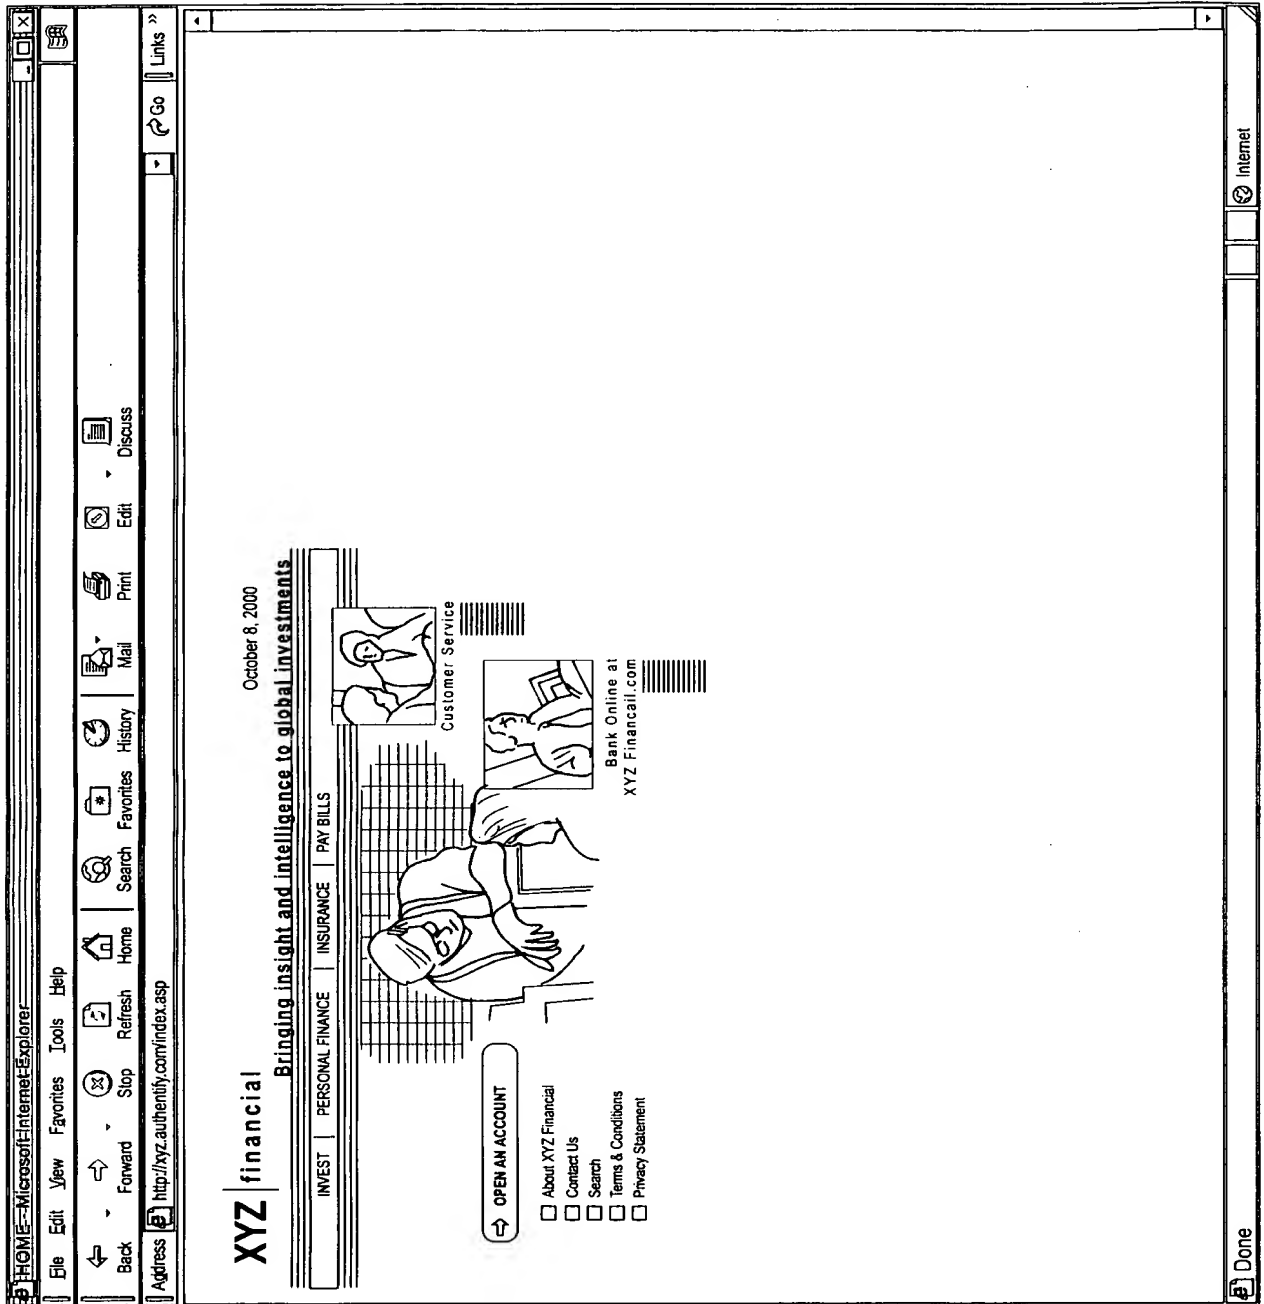 HOME - Microsoft Internet Explorer
File Edit View Favorites Tools Help
Back Forward Stop Refresh Home Search Favorites History Mail Print Edit Discuss
Address http://xyz.authentify.com/index.asp Go Links »
XYZ financial October 8, 2000
Bringing insight and intelligence to global investments
INVEST PERSONAL FINANCE INSURANCE PAY BILLS
Customer Service
OPEN AN ACCOUNT
About XYZ Financial
Contact Us
Search
Terms & Conditions
Privacy Statement
Bank Online at
XYZ Financail.com
Done Internet